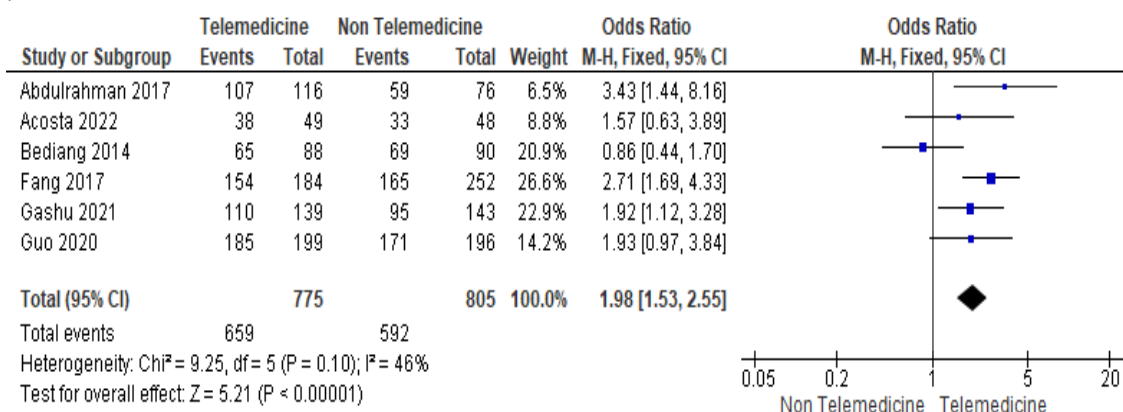 Telemedicine Non Telemedicine Odds Ratio Odds Ratio
Study or Subgroup Events Total Events Total Weight M-H, Fixed, 95% CI M-H, Fixed, 95% CI
Abdulrahman 2017 107 116 59 76 6.5% 3.43 [1.44, 8.16]
Acosta 2022 38 49 33 48 8.8% 1.57 [0.63, 3.89]
Bediang 2014 65 88 69 90 20.9% 0.86 [0.44, 1.70]
Fang 2017 154 184 165 252 26.6% 2.71 [1.69, 4.33]
Gashu 2021 110 139 95 143 22.9% 1.92 [1.12, 3.28]
Guo 2020 185 199 171 196 14.2% 1.93 [0.97, 3.84]
Total (95% CI) 775 805 100.0% 1.98 [1.53, 2.55]
Total events 659 592
Heterogeneity: Chi² = 9.25, df = 5 (P = 0.10); I² = 46%
Test for overall effect: Z = 5.21 (P < 0.00001)
0.05 0.2 1 5 20
Non Telemedicine Telemedicine